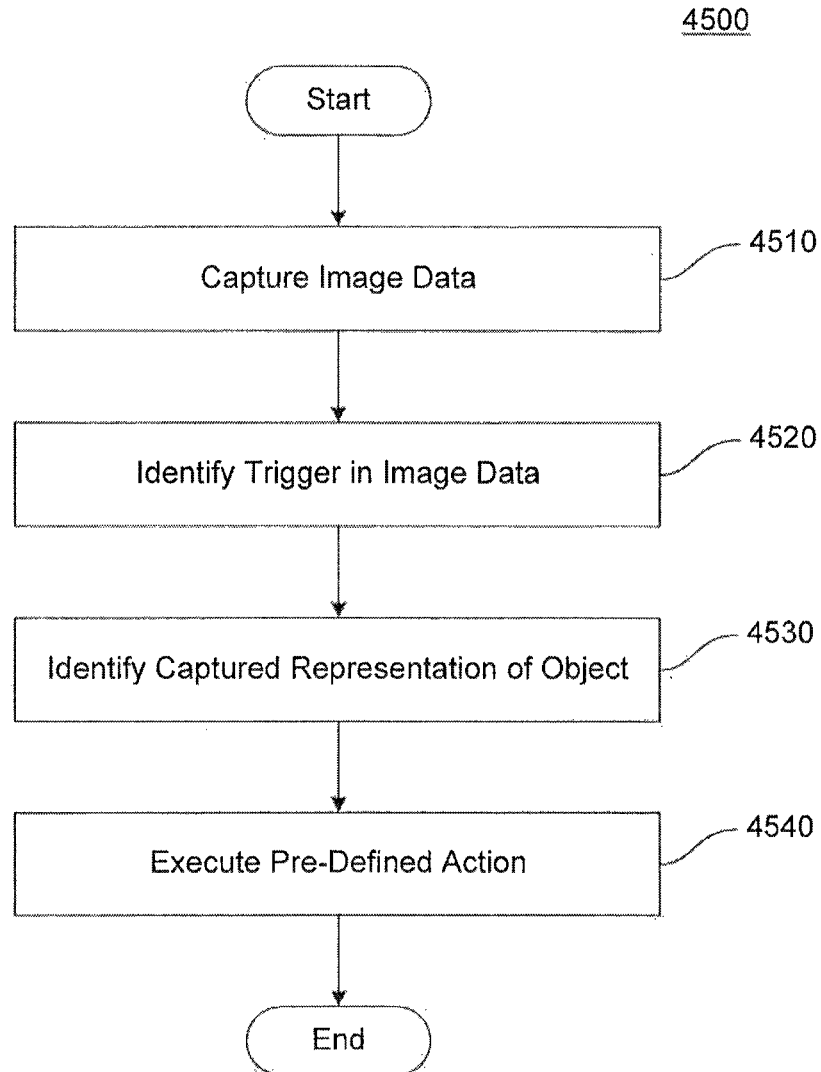 4500
Start
Capture Image Data
4510
Identify Trigger in Image Data
4520
Identify Captured Representation of Object
4530
Execute Pre-Defined Action
4540
End